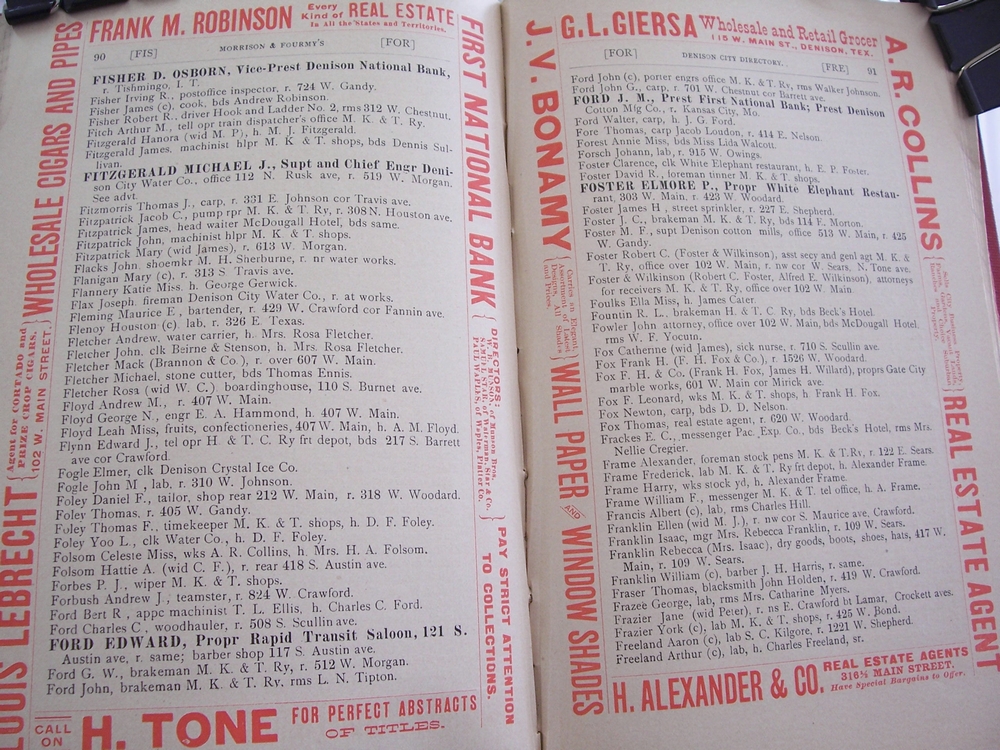 FRANK M. ROBINSON Every Kind of REAL ESTATE In All the States and Territories.
90 [FIS] MORRISON & FOURMY'S [FOR]
FISHER D. OSBORN, Vice-Prest Denison National Bank,
r. Tishmingo, I. T.
Fisher Irving R., postoffice inspector, r. 724 W. Gandy.
Fisher James (c), cook, bds Andrew Robinson.
Fisher Robert R., driver Hook and Ladder No. 2, rms 312 W. Chestnut.
Fitch Arthur M., tell opr train dispatcher's office M. K. & T. Ry.
Fitzgerald Hanora (wid M. P), h. M. J. Fitzgerald.
Fitzgerald James, machinist hlpr M. K. & T. shops, bds Dennis Sul-
livan.
FITZGERALD MICHAEL J., Supt and Chief Engr Deni-
son City Water Co., office 112 N. Rusk ave, r. 519 W. Morgan.
See advt.
Fitzmorris Thomas J., carp, r. 331 E. Johnson cor Travis ave.
Fitzpatrick Jacob C., pump rpr M. K. & T. Ry, r. 308 N. Houston ave.
Fitzpatrick James, head waiter McDougall Hotel, bds same.
Fitzpatrick John, machinist hlpr M. K. & T. shops.
Fitzpatrick Mary (wid James), r. 613 W. Morgan.
Flacks John, shoemkr M. H. Sherburne, r. nr water works.
Flanigan Mary (c), r. 313 S Travis ave.
Flannery Katie Miss, h. George Gerwick.
Flax Joseph, fireman Denison City Water Co., r. at works.
Fleming Maurice E, bartender, r. 429 W. Crawford cor Fannin ave.
Flenoy Houston (c), lab, r. 326 E. Texas.
Fletcher Andrew, water carrier, h. Mrs. Rosa Fletcher.
Fletcher John, clk Beirne & Stenson, h. Mrs. Rosa Fletcher.
Fletcher Mack (Brannon & Co.), r. over 607 W. Main.
Fletcher Michael, stone cutter, bds Thomas Ennis.
Fletcher Rosa (wid W. C.), boardinghouse, 110 S. Burnet ave.
Floyd Andrew M., r. 407 W. Main.
Floyd George N., engr E. A. Hammond, h. 407 W. Main.
Floyd Leah Miss, fruits, confectioneries, 407 W. Main, h. A. M. Floyd.
Flynn Edward J., tel opr H. & T. C. Ry frt depot, bds 217 S. Barrett
ave cor Crawford.
Fogle Elmer, clk Denison Crystal Ice Co.
Fogle John M, lab, r. 310 W. Johnson.
Foley Daniel F., tailor, shop rear 212 W. Main, r. 318 W. Woodard.
Foley Thomas, r. 405 W. Gandy.
Foley Thomas F., timekeeper M. K. & T. shops, h. D. F. Foley.
Foley Yoo L., clk Water Co., h. D. F. Foley.
Folsom Celeste Miss, wks A. R. Collins, h. Mrs. H. A. Folsom.
Folsom Hattie A. (wid C. F.), r. rear 418 S. Austin ave.
Forbes P. J., wiper M. K. & T. shops.
Forbush Andrew J., teamster, r. 824 W. Crawford.
Ford Bert R, appc machinist T. L. Ellis, h. Charles C. Ford.
Ford Charles C, woodhauler, r. 508 S. Scullin ave.
FORD EDWARD, Propr Rapid Transit Saloon, 121 S.
Austin ave, r. same; barber shop 117 S. Austin ave.
Ford G. W., brakeman M. K. & T. Ry, r. 512 W. Morgan.
Ford John, brakeman M. K. & T. Ry, rms L. N. Tipton.
CALL ON H. TONE FOR PERFECT ABSTRACTS OF TITLES.
LOUIS LEBRECHT Agent for CORTADO and PRIZE CROP CIGARS, 102 W. MAIN STREET. WHOLESALE CIGARS AND PIPES
FIRST NATIONAL BANK
DIRECTORS:
PAY STRICT ATTENTION
TO COLLECTIONS.
G. L. GIERSA Wholesale and Retail Grocer
115 W. MAIN ST., DENISON, TEX.
[FOR] DENISON CITY DIRECTORY. [FRE] 91
Ford John (c), porter engrs office M. K. & T. Ry, rms Walker Johnson.
Ford John G., carp, r. 701 W. Chestnut cor Barrett ave.
FORD J. M., Prest First National Bank, Prest Denison
Cotton Mfg Co., r. Kansas City, Mo.
Ford Walter, carp, h. J. G. Ford.
Fore Thomas, carp Jacob Loudon, r. 414 E. Nelson.
Forest Annie Miss, bds Miss Lida Walcott.
Forsch Johann, lab, r. 915 W. Owings.
Foster Clarence, clk White Elephant restaurant, h. E. P. Foster.
Foster David R., foreman tinner M. K. & T. shops.
FOSTER ELMORE P., Propr White Elephant Restau-
rant, 303 W. Main, r. 423 W. Woodard.
Foster James H, street sprinkler, r. 227 E. Shepherd.
Foster J. C., brakeman M. K. & T. Ry, bds 114 E. Morton.
Foster M. F., supt Denison cotton mills, office 513 W. Main, r. 425
W. Gandy.
Foster Robert C. (Foster & Wilkinson), asst secy and genl agt M. K. &
T. Ry, office over 102 W. Main, r. nw cor W. Sears, N. Tone ave.
Foster & Wilkinson (Robert C. Foster, Alfred E. Wilkinson), attorneys
for receivers M. K. & T. Ry, office over 102 W. Main
Foulks Ella Miss, h. James Cater.
Fountin R. L., brakeman H. & T. C. Ry, bds Beck's Hotel.
Fowler John attorney, office over 102 W. Main, bds McDougall Hotel,
rms W. F. Yocun.
Fox Catherine (wid James), sick nurse, r. 710 S. Scullin ave.
Fox Frank H. (F. H. Fox & Co.), r. 1526 W. Woodard.
Fox F. H. & Co. (Frank H. Fox, James H. Willard), proprs Gate City
marble works, 601 W. Main cor Mirick ave.
Fox F. Leonard, wks M. K. & T. shops, h Frank H. Fox.
Fox Newton, carp, bds D. D. Nelson.
Fox Thomas, real estate agent, r. 620 W. Woodard.
Frackes E. C., messenger Pac. Exp. Co., bds Beck's Hotel, rms Mrs.
Nellie Cregier.
Frame Alexander, foreman stock pens M. K. & T. Ry, r. 122 E. Sears.
Frame Frederick, lab M. K. & T. Ry frt depot, h. Alexander Frame.
Frame Harry, wks stock yd, h. Alexander Frame.
Frame William F., messenger M. K. & T. tel office, h. A. Frame.
Francis Albert (c), lab, rms Charles Hill.
Franklin Ellen (wid M. J.), r. nw cor S. Maurice ave. Crawford.
Franklin Isaac, mgr Mrs. Rebecca Franklin, r. 109 W. Sears.
Franklin Rebecca (Mrs. Isaac), dry goods, boots, shoes, hats, 417 W.
Main, r. 109 W. Sears.
Franklin William (c), barber J. H. Harris, r. same.
Fraser Thomas, blacksmith John Holden, r. 419 W. Crawford.
Frazee George, lab, rms Mrs. Catharine Myers.
Frazier Jane (wid Peter), r. ns E. Crawford bt Lamar, Crockett aves.
Frazier York (c), lab M. K. & T. shops, r. 425 W. Bond.
Freeland Aaron (c), lab S. C. Kilgore, r. 1221 W. Shepherd.
Freeland Arthur (c), lab, h. Charles Freeland, sr.
H. ALEXANDER & CO. REAL ESTATE AGENTS
316½ MAIN STREET.
Have Special Bargains to Offer.
J. V. BONAMY Carries an Elegant Assortment of Latest Designs, All Shades and Prices. WALL PAPER AND WINDOW SHADES
A. R. COLLINS
REAL ESTATE AGENT